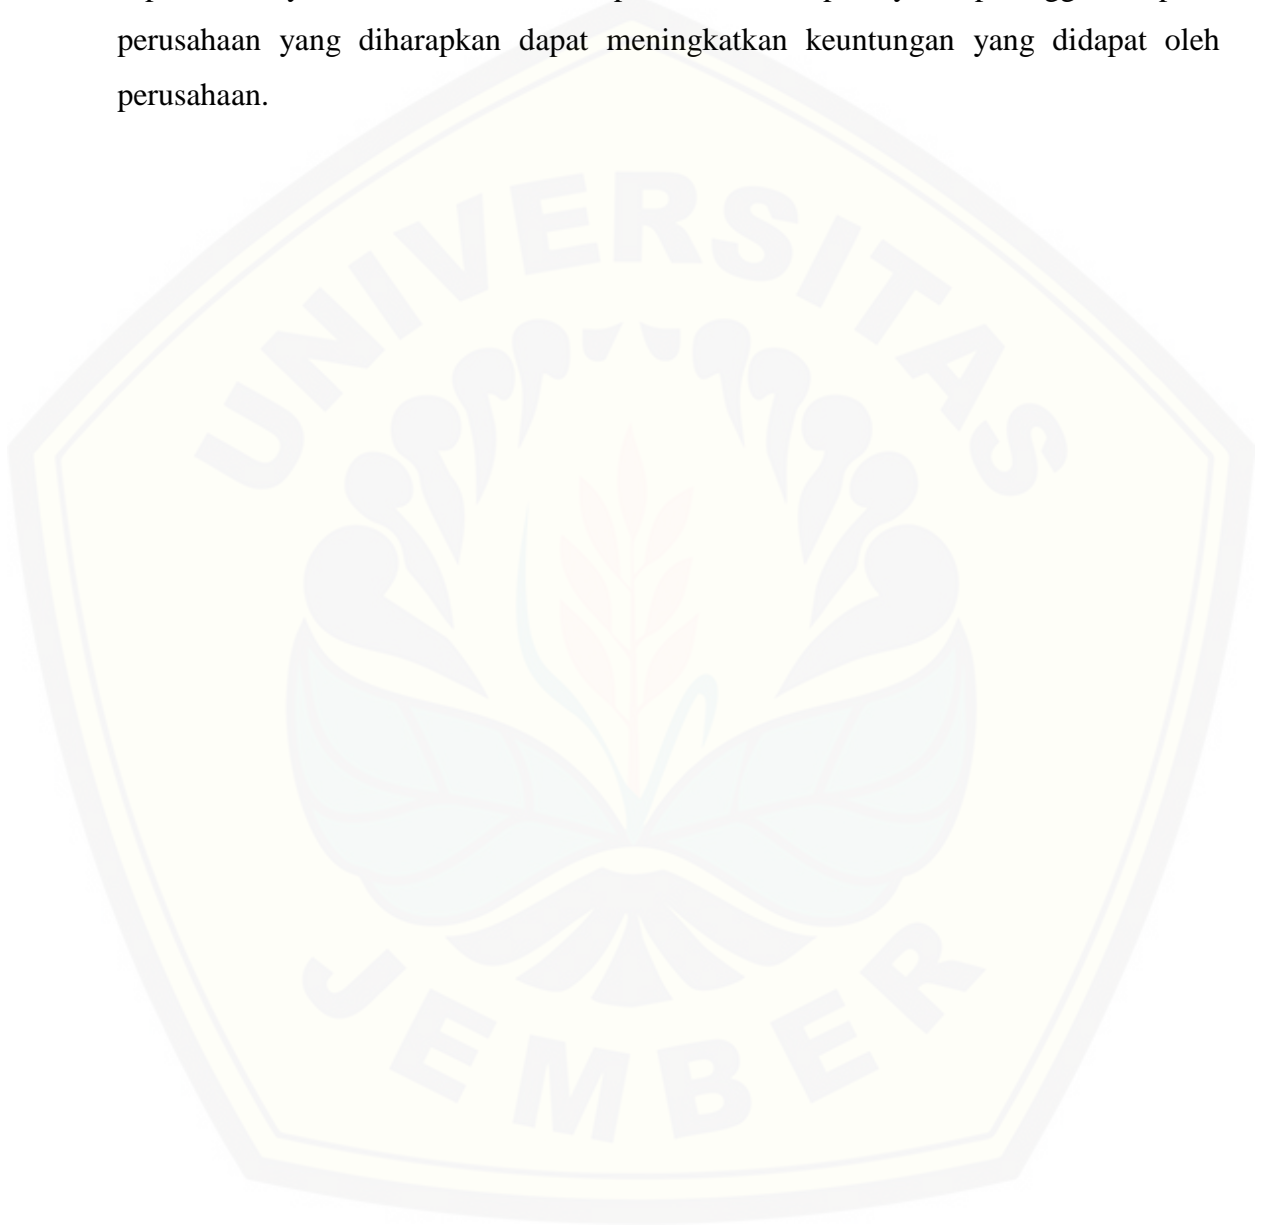 perusahaan yang diharapkan dapat meningkatkan keuntungan yang didapat oleh
perusahaan.
UNIVERSITAS
JEMBER